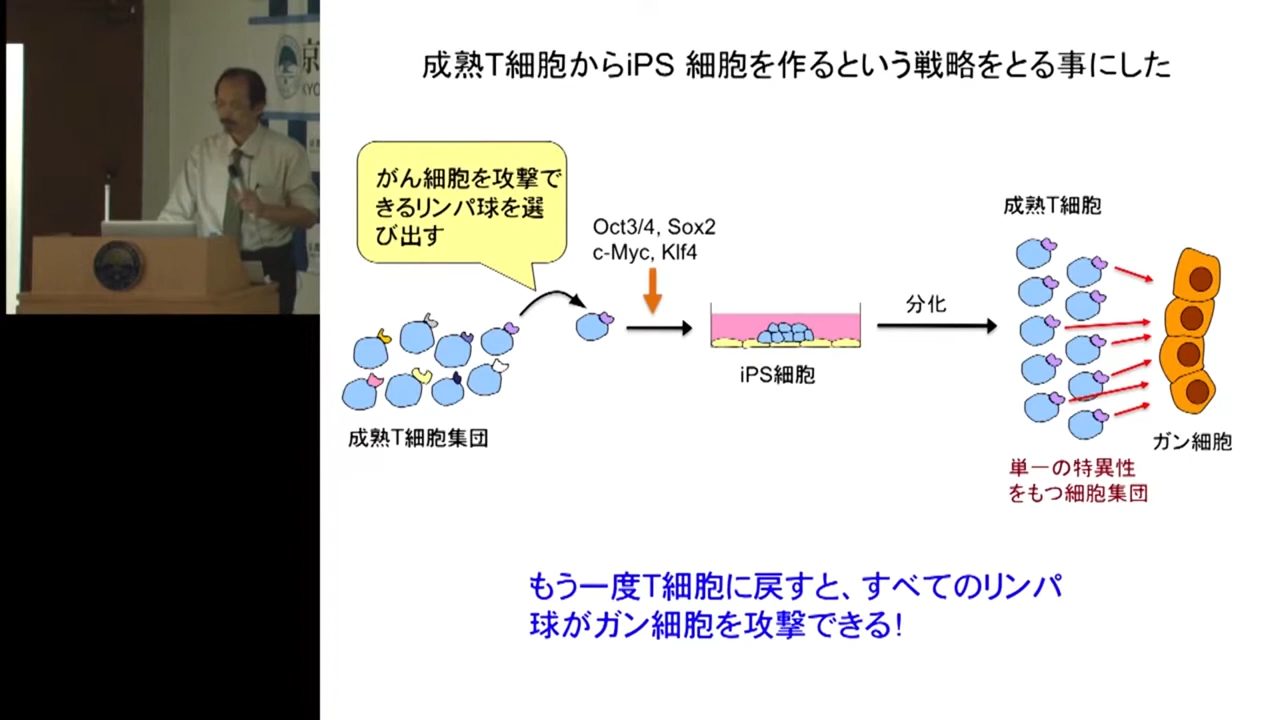 成熟T細胞からiPS 細胞を作るという戦略をとる事にした
がん細胞を攻撃で
きるリンパ球を選
び出す
Oct3/4, Sox2
c-Myc, Klf4
成熟T細胞
分化
iPS細胞
成熟T細胞集団
ガン細胞
単一の特異性
をもつ細胞集団
もう一度T細胞に戻すと、すべてのリンパ
球がガン細胞を攻撃できる!
京
KYO